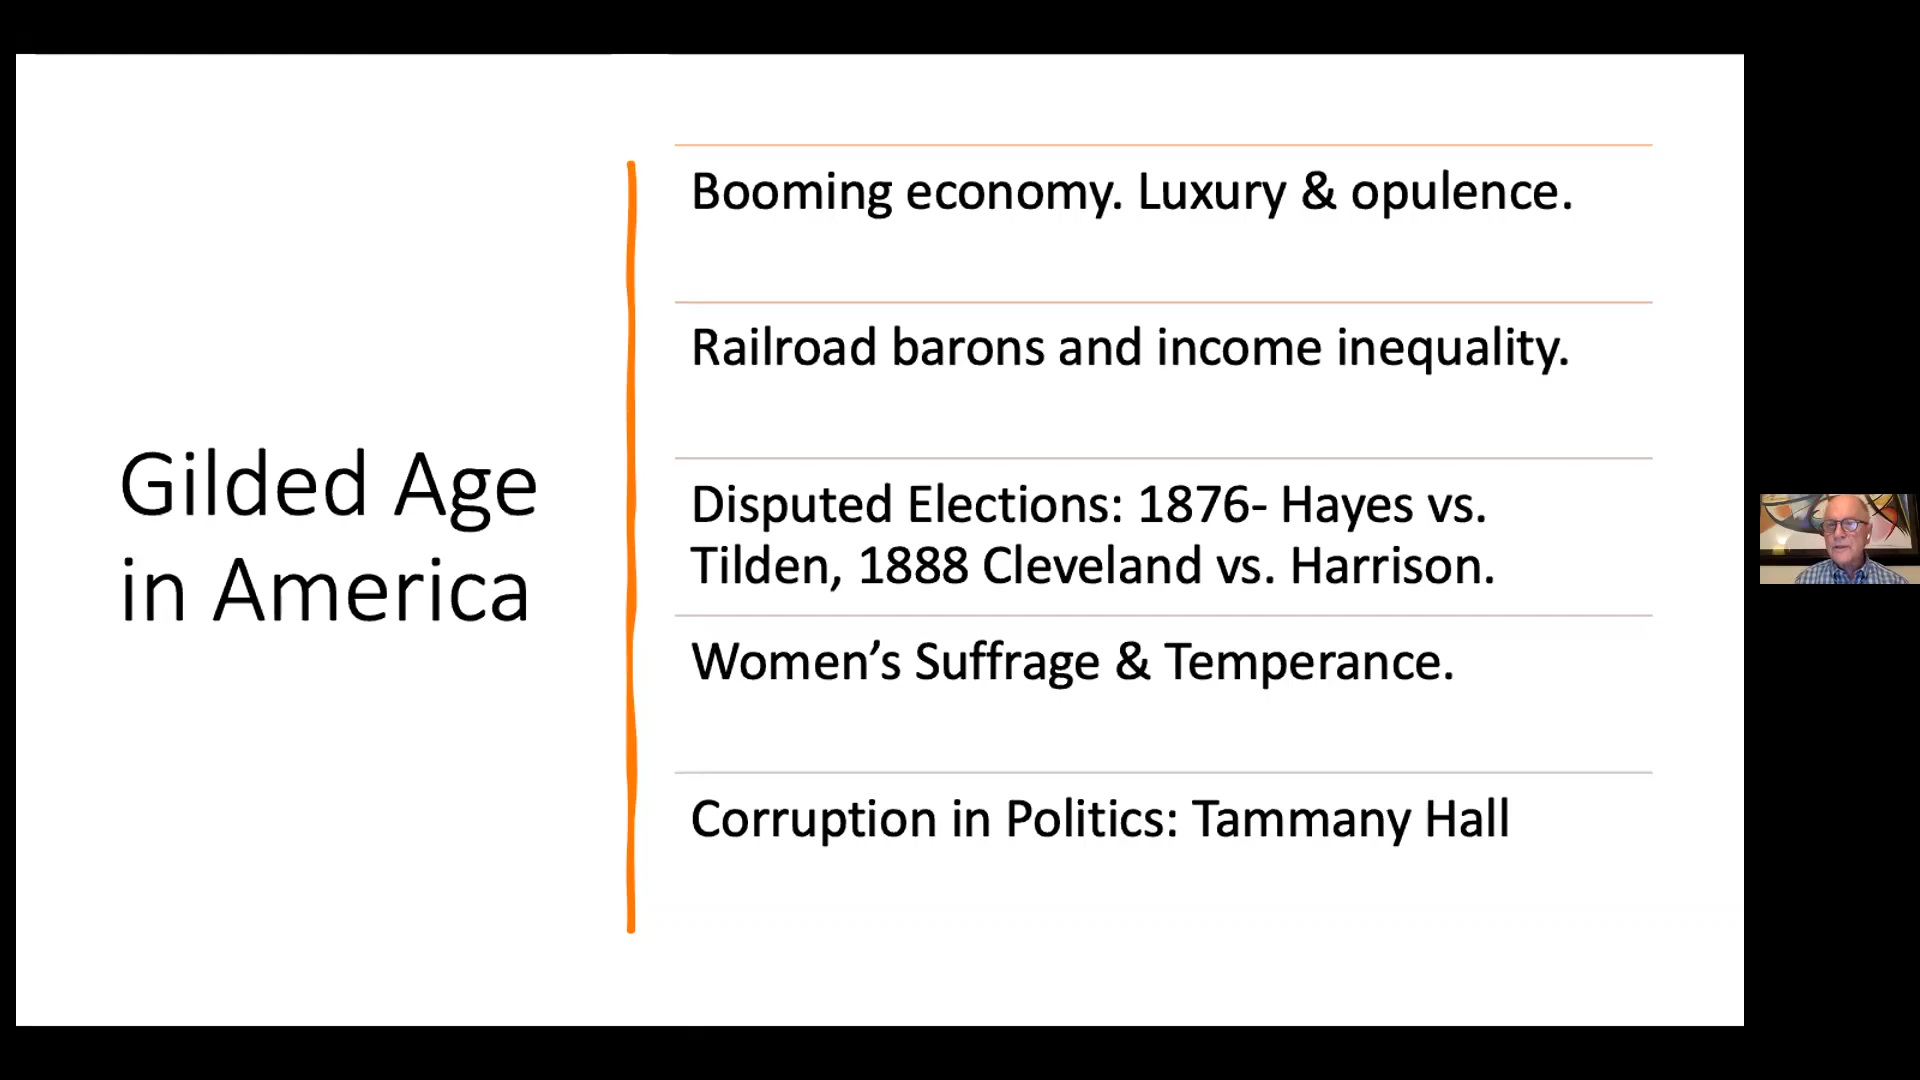 Gilded Age
in America
Booming economy. Luxury & opulence.
Railroad barons and income inequality.
Disputed Elections: 1876- Hayes vs.
Tilden, 1888 Cleveland vs. Harrison.
Women’s Suffrage & Temperance.
Corruption in Politics: Tammany Hall